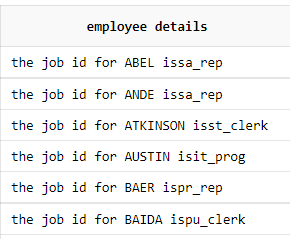 employee details
the job id for ABEL issa_rep
the job id for ANDE issa_rep
the job id for ATKINSON isst_clerk
the job id for AUSTIN isit_prog
the job id for BAER ispr_rep
the job id for BAIDA ispu_clerk